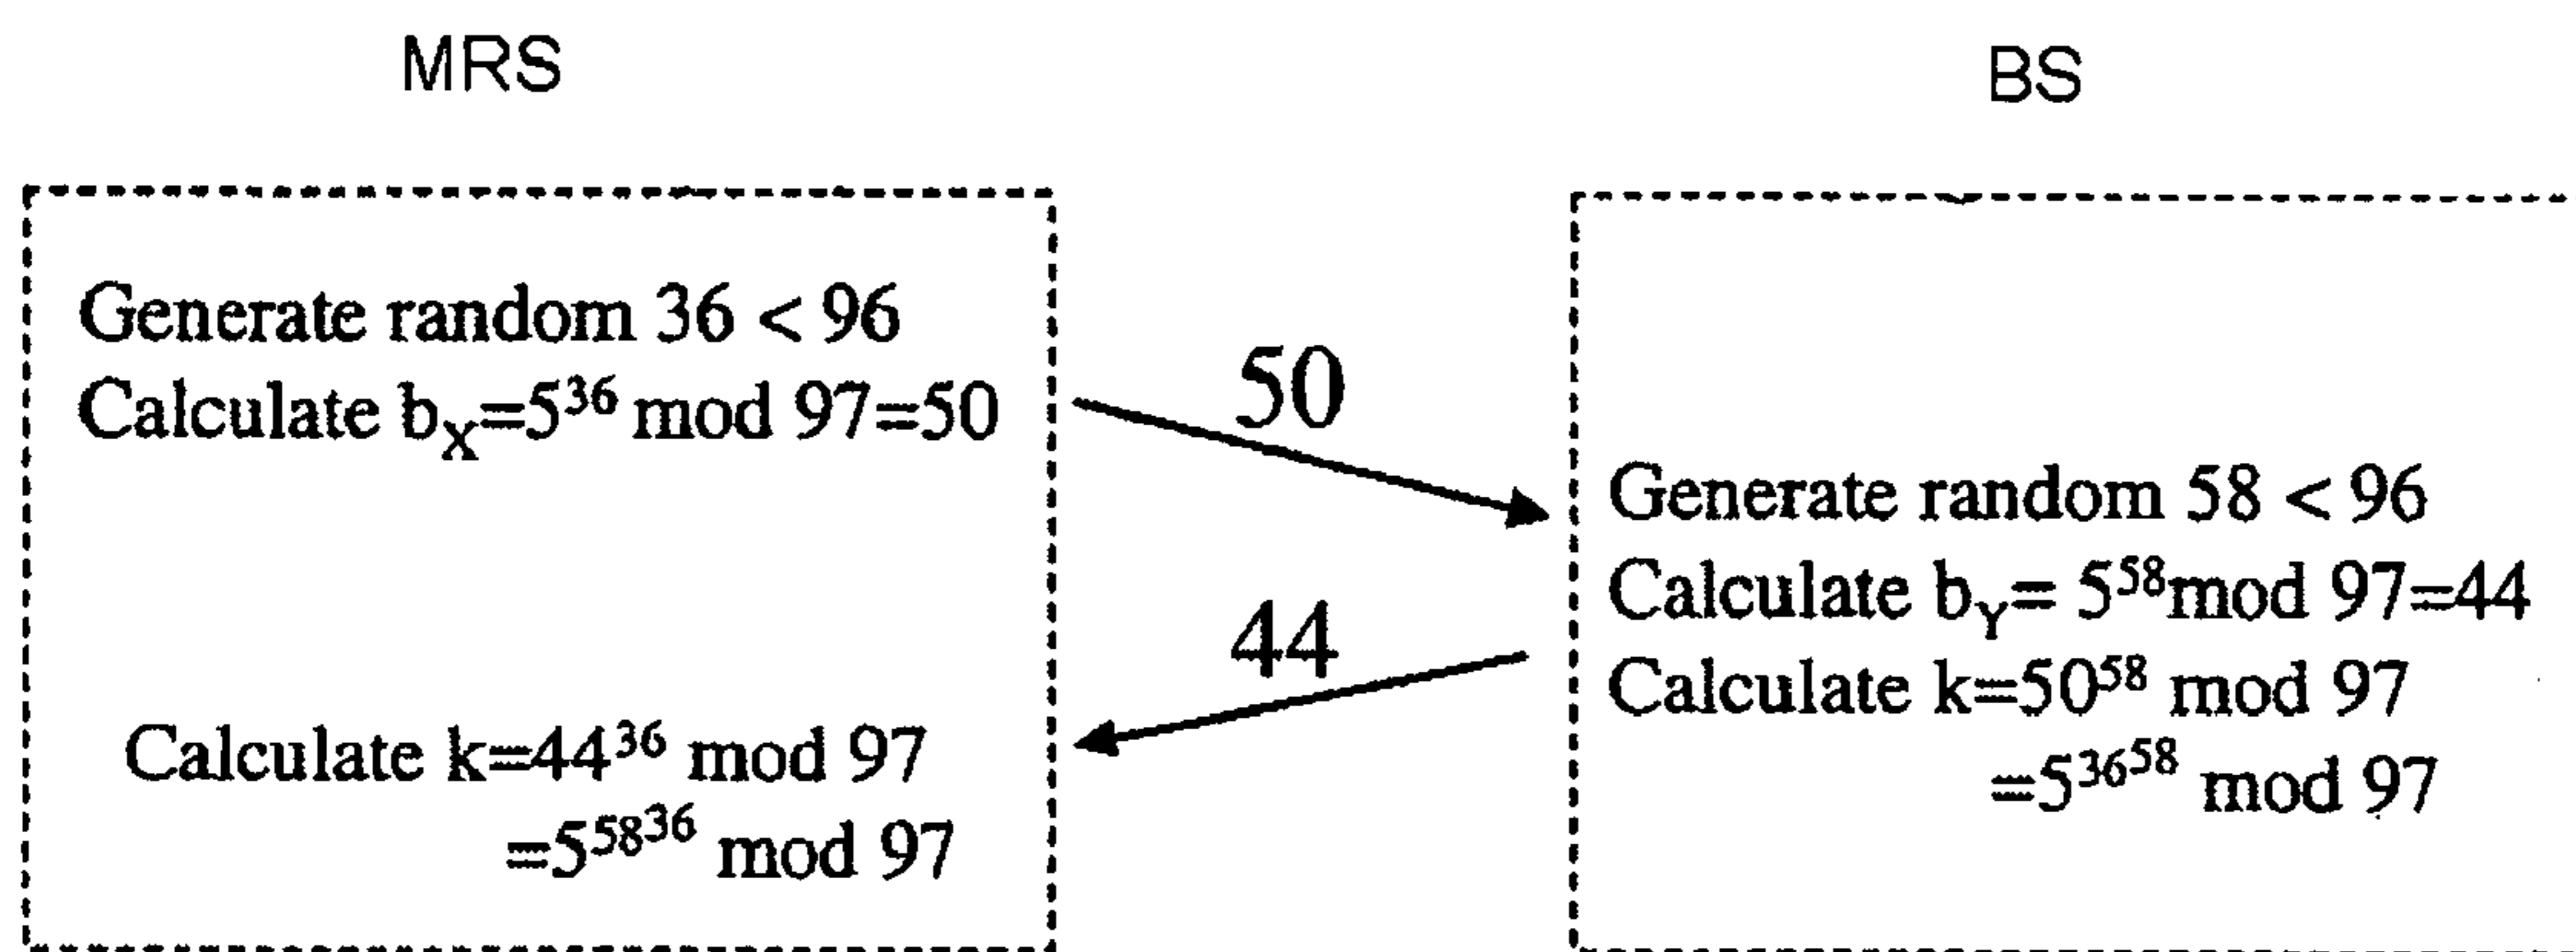 MRS
BS
Generate random 36 < 96
Calculate bₓ=5³⁶ mod 97=50
50
Generate random 58 < 96
Calculate bY= 5⁵⁸mod 97=44
44
Calculate k=50⁵⁸ mod 97
=5³⁶⁵⁸ mod 97
Calculate k=44³⁶ mod 97
=5⁵⁸³⁶ mod 97